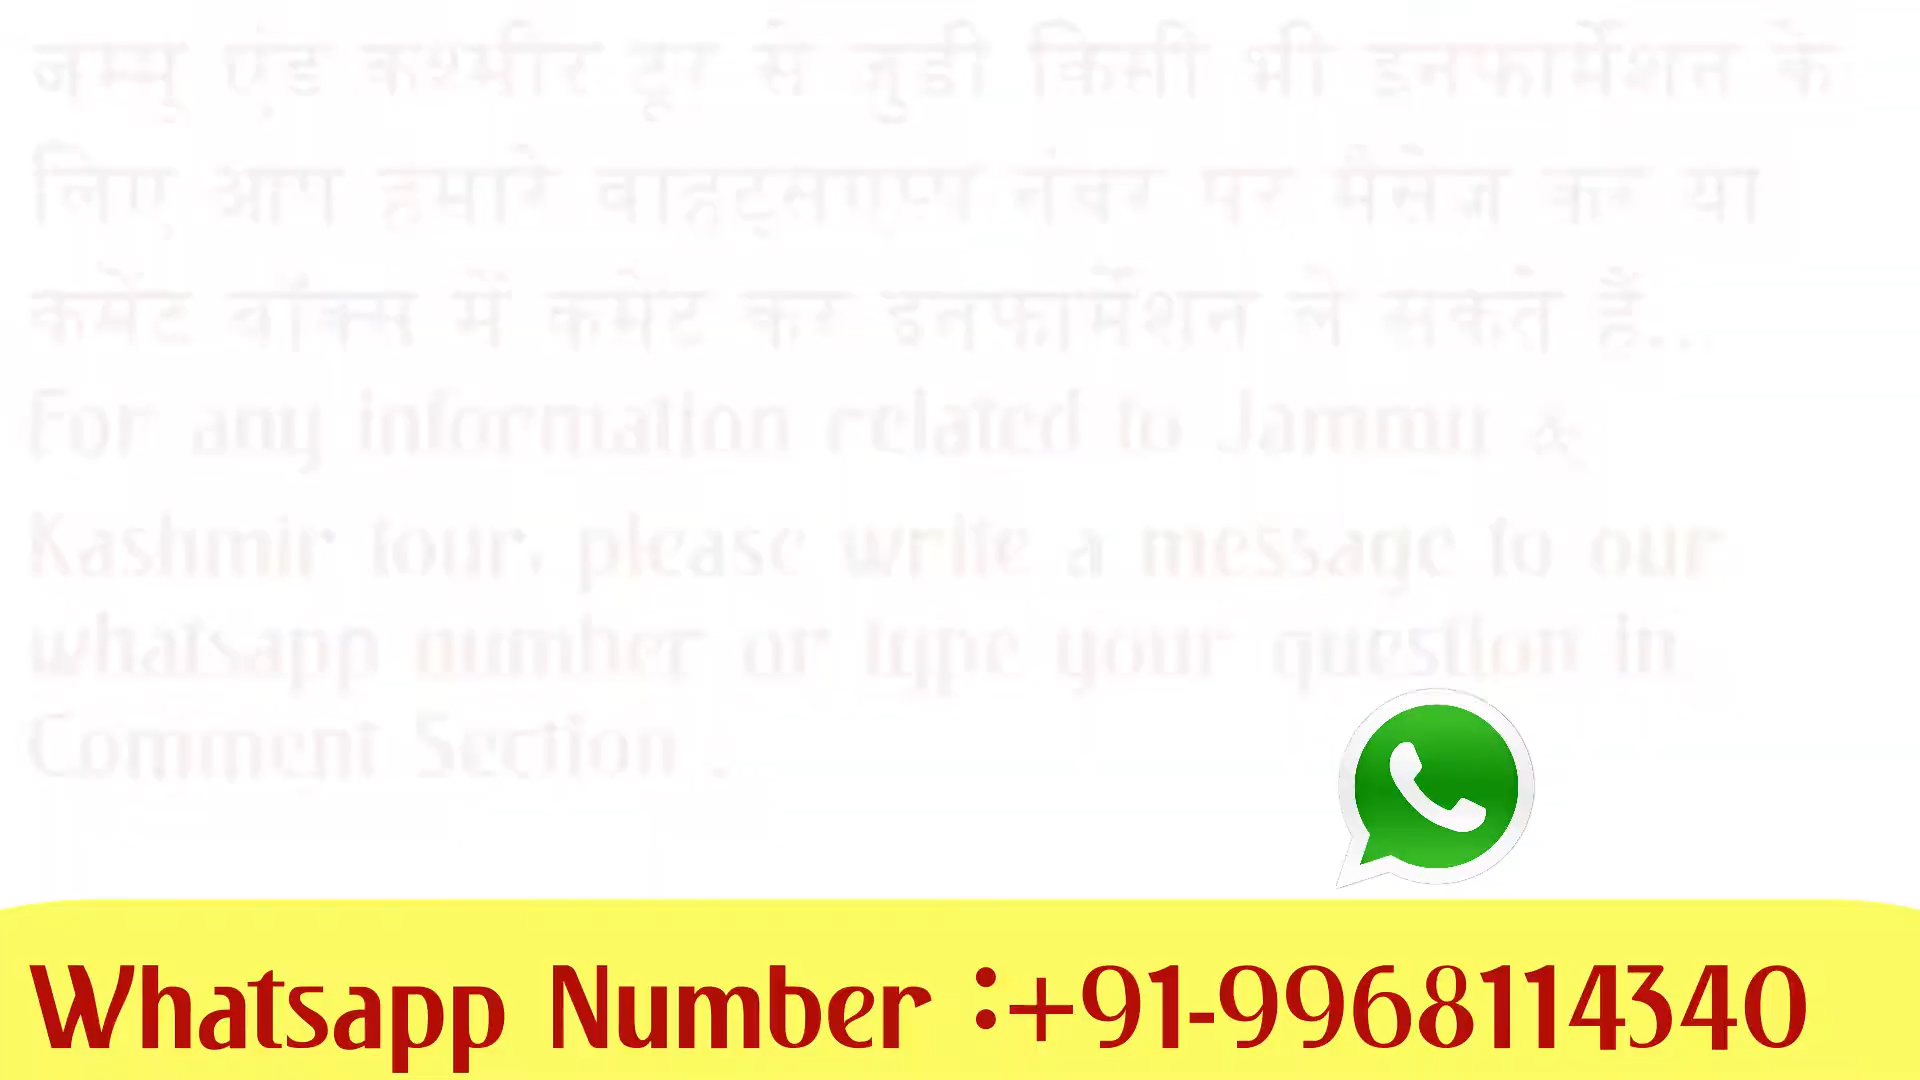 जम्मु एंड कश्मीर टूर से जुडी किसी भी इनफार्मेशन के
लिए आप हमारे वाहट्सगप्प नंबर पर मैसेज कर या
कमेंट बॉक्स में कमेंट कर इनफार्मेशन ले सकते हैं...
For any information related to Jammu &
Kashmir tour, please write a message to our
whatsapp number or type your question in
Comment Section .
Whatsapp Number :+91-9968114340